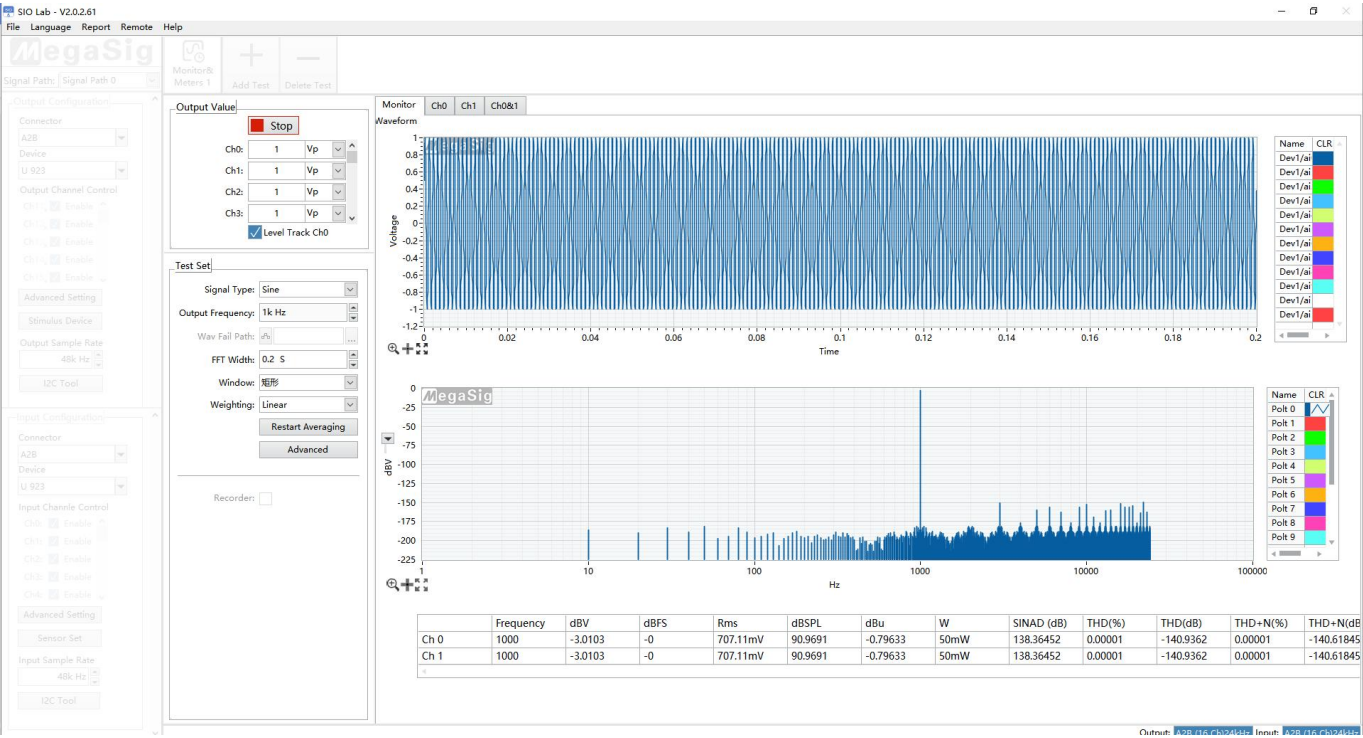 SIO Lab - V2.0.2.61
File Language Report Remote Help
MegaSig
Signal Path: Signal Path 0
Monitor& Meters 1
Add Test
Delete Test
Output Configuration
Connector
A2B
Device
U 923
Output Channel Control
Enable
Enable
Enable
Enable
Enable
Advanced Setting
Stimulus Device
Output Sample Rate
48k Hz
I2C Tool
Input Configuration
Connector
A2B
Device
U 923
Input Channle Control
Ch0: Enable
Ch1: Enable
Ch2: Enable
Ch3: Enable
Ch4: Enable
Advanced Setting
Sensor Set
Input Sample Rate
48k Hz
I2C Tool
Output Value
Stop
Ch0: 1 Vp
Ch1: 1 Vp
Ch2: 1 Vp
Ch3: 1 Vp
Level Track Ch0
Test Set
Signal Type: Sine
Output Frequency: 1k Hz
Wav Fail Path: ...
FFT Width: 0.2 S
Window: 矩形
Weighting: Linear
Restart Averaging
Advanced
Recorder:
Monitor Ch0 Ch1 Ch0&1
Waveform
MegaSig
1
0.8
0.6
0.4
0.2
0
-0.2
-0.4
-0.6
-0.8
-1
-1.2
Voltage
0 0.02 0.04 0.06 0.08 0.1 0.12 0.14 0.16 0.18 0.2
Time
Name CLR
Dev1/ai
Dev1/ai
Dev1/ai
Dev1/ai
Dev1/ai
Dev1/ai
Dev1/ai
Dev1/ai
Dev1/ai
Dev1/ai
Dev1/ai
Dev1/ai
MegaSig
0
-25
-50
-75
-100
-125
-150
-175
-200
-225
dBV
1 10 100 1000 10000 100000
Hz
Name CLR
Polt 0
Polt 1
Polt 2
Polt 3
Polt 4
Polt 5
Polt 6
Polt 7
Polt 8
Polt 9
Frequency dBV dBFS Rms dBSPL dBu W SINAD (dB) THD(%) THD(dB) THD+N(%) THD+N(dB
Ch 0 1000 -3.0103 -0 707.11mV 90.9691 -0.79633 50mW 138.36452 0.00001 -140.9362 0.00001 -140.61845
Ch 1 1000 -3.0103 -0 707.11mV 90.9691 -0.79633 50mW 138.36452 0.00001 -140.9362 0.00001 -140.61845
Output: A2B (16 Ch)24kHz Input: A2B (16 Ch)24kHz